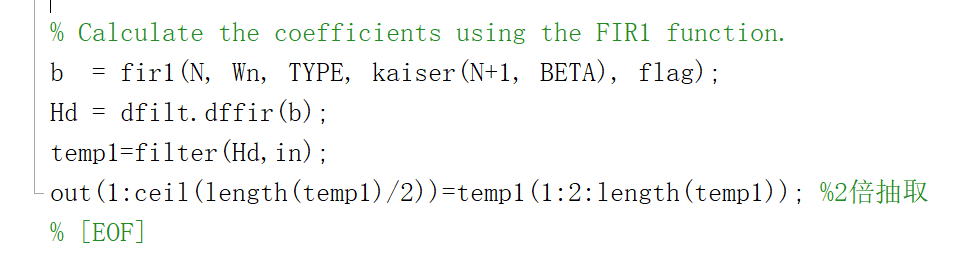 % Calculate the coefficients using the FIR1 function.
b  = fir1(N, Wn, TYPE, kaiser(N+1, BETA), flag);
Hd = dfilt.dffir(b);
temp1=filter(Hd,in);
out(1:ceil(length(temp1)/2))=temp1(1:2:length(temp1)); %2倍抽取
% [EOF]